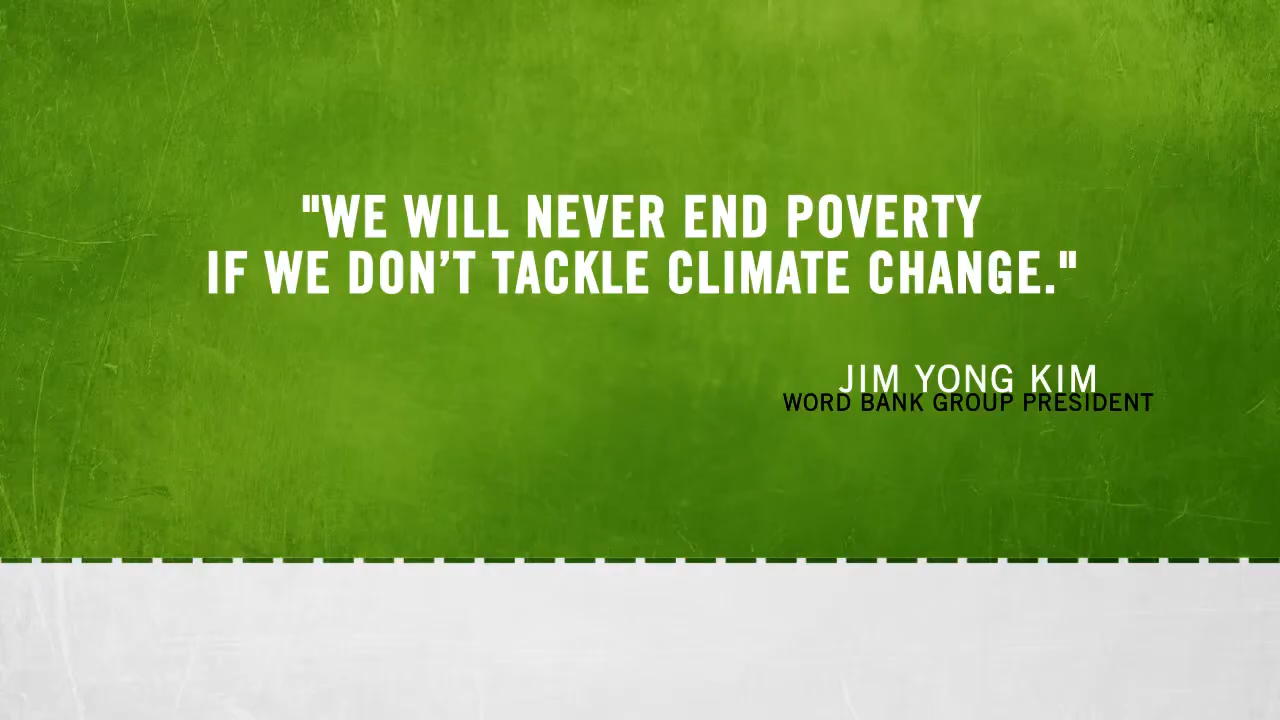 "WE WILL NEVER END POVERTY
IF WE DON’T TACKLE CLIMATE CHANGE."
JIM YONG KIM
WORD BANK GROUP PRESIDENT